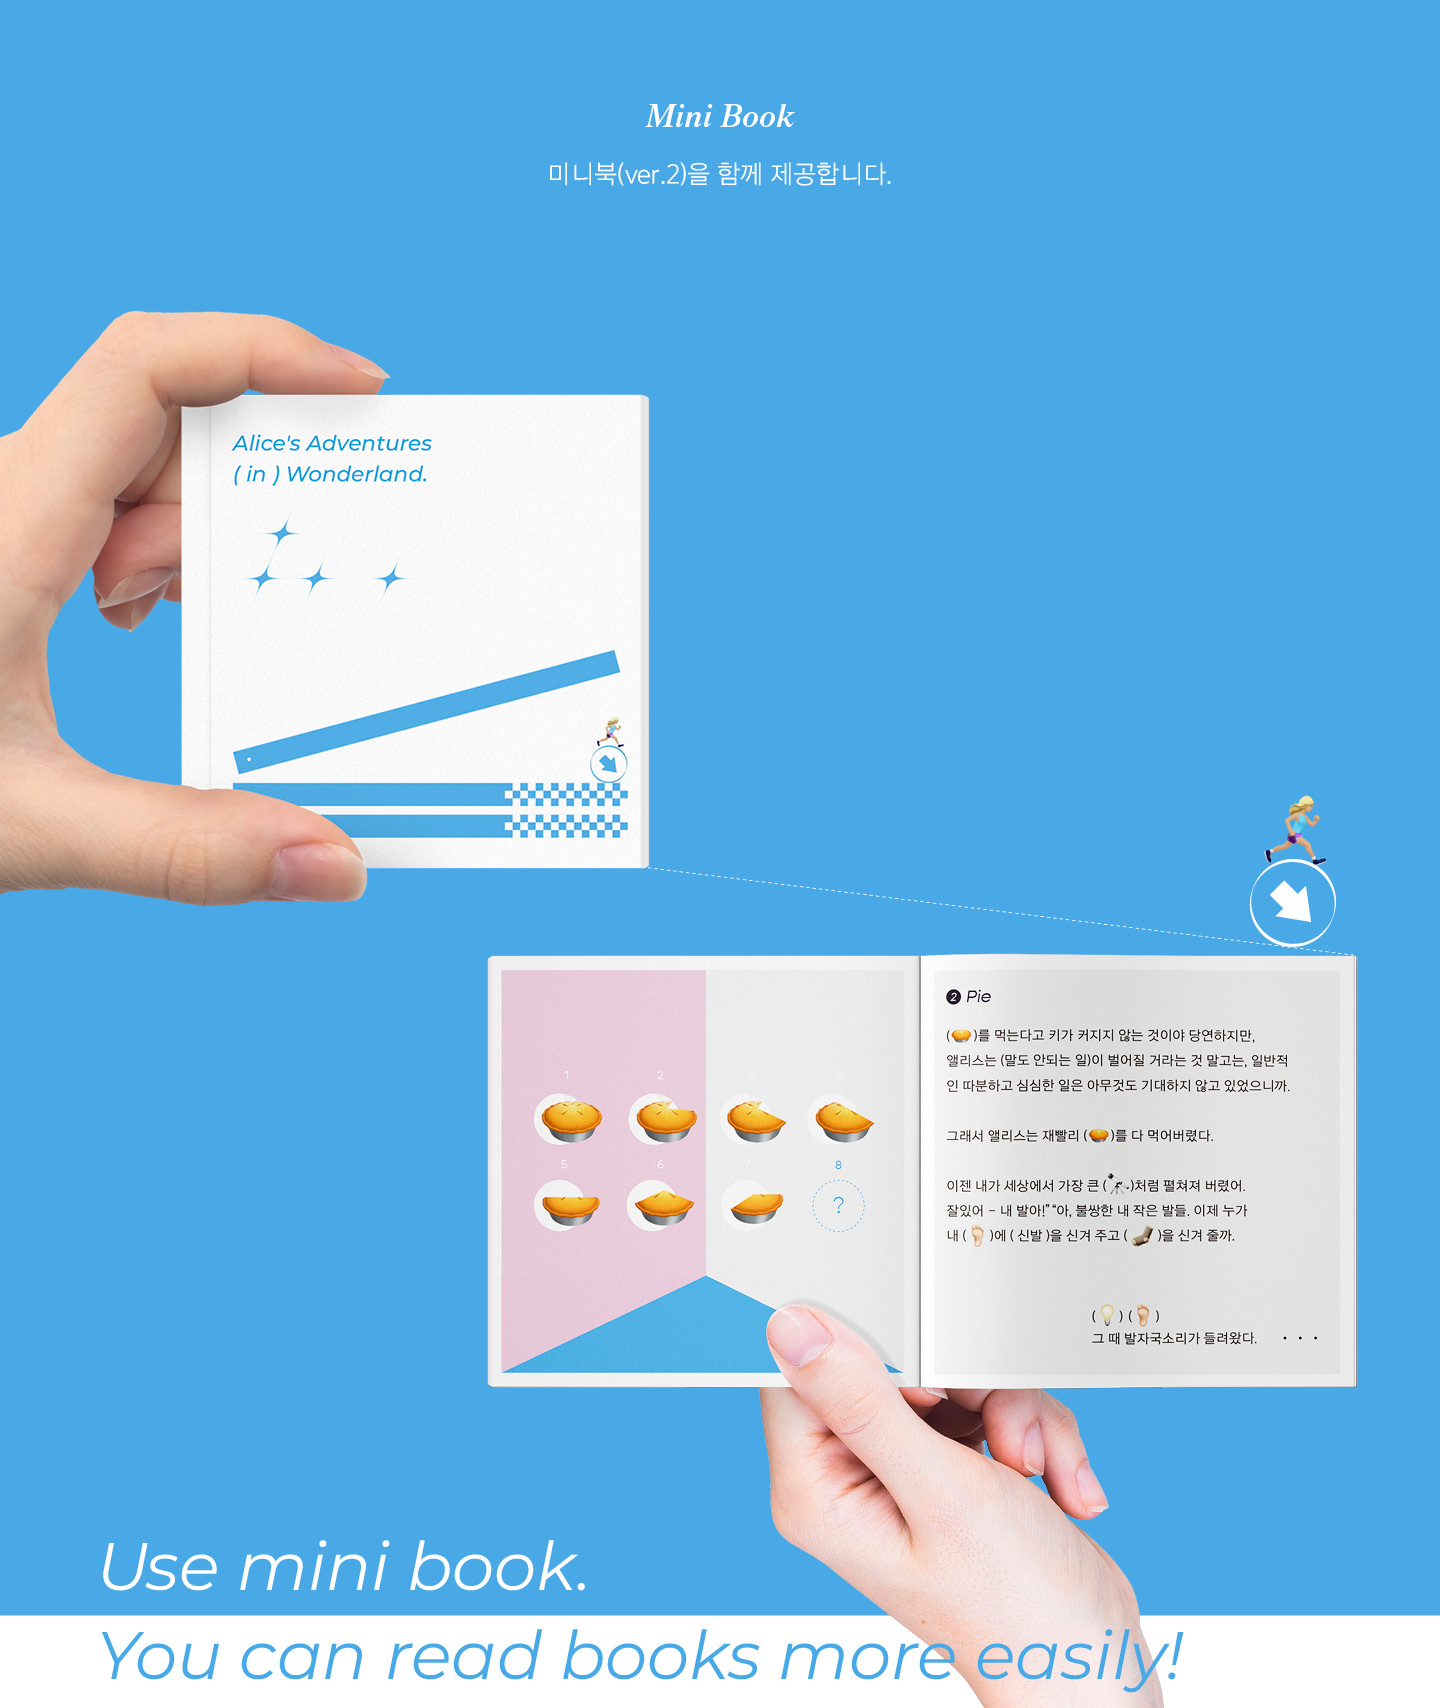 Mini Book
미니북(ver.2)을 함께 제공합니다.
Alice's Adventures
( in ) Wonderland.
1 2 3 4
5 6 7 8
?
2 Pie
( )를 먹는다고 키가 커지지 않는 것이야 당연하지만,
앨리스는 (말도 안되는 일)이 벌어질 거라는 것 말고는, 일반적
인 따분하고 심심한 일은 아무것도 기대하지 않고 있었으니까.
그래서 앨리스는 재빨리 ( )를 다 먹어버렸다.
이젠 내가 세상에서 가장 큰 ( )처럼 펼쳐져 버렸어.
잘있어 – 내 발아!" "아, 불쌍한 내 작은 발들. 이제 누가
내 ( )에 ( 신발 )을 신겨 주고 ( )을 신겨 줄까.
( ) ( )
그 때 발자국소리가 들려왔다. • • •
Use mini book.
You can read books more easily!